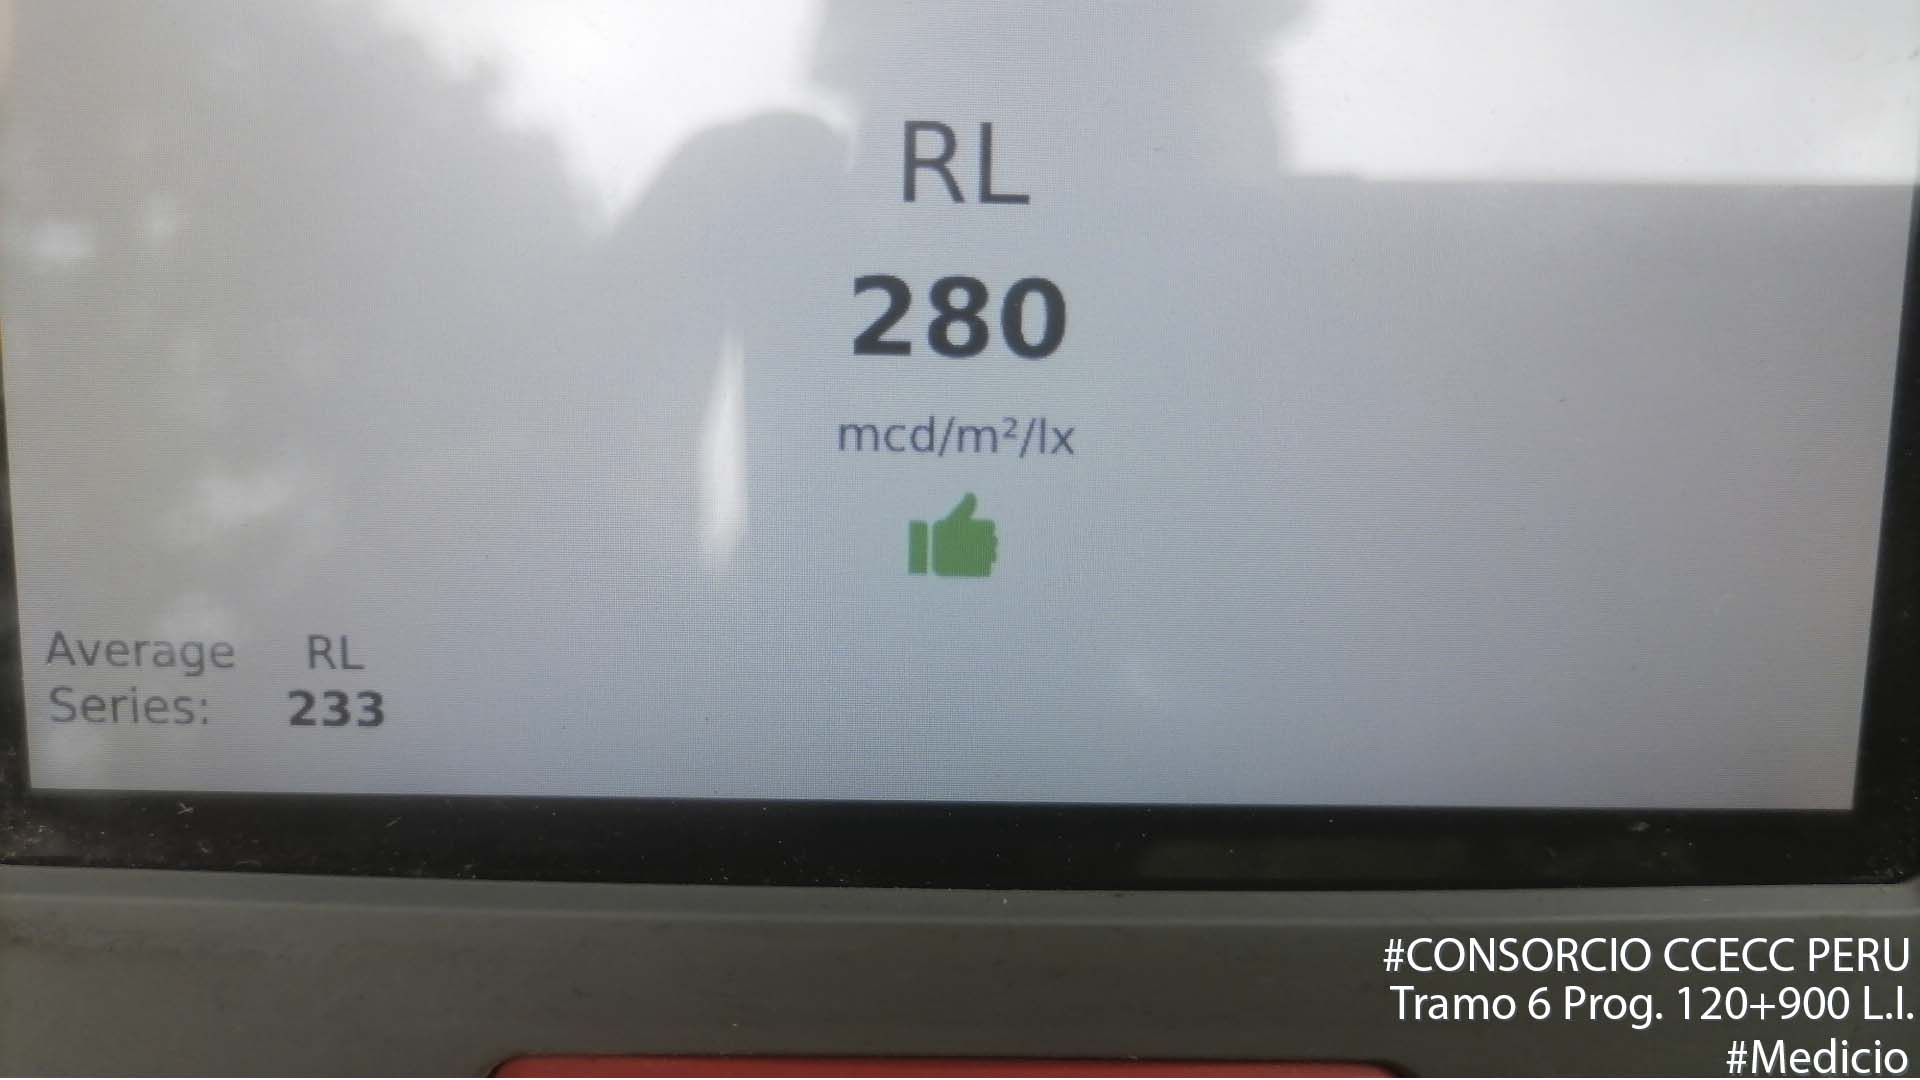 RL
280
mcd/m²/lx
Average RL
Series: 233
#CONSORCIO CCECC PERU
Tramo 6 Prog. 120+900 L.I.
#Medicio